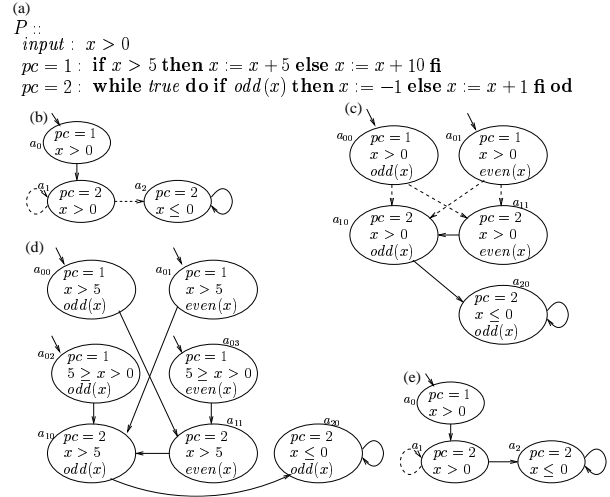 (a)
P ::
input : x > 0
pc = 1 : if x > 5 then x := x + 5 else x := x + 10 fi
pc = 2 : while true do if odd(x) then x := −1 else x := x + 1 fi od
(b)
a0
pc = 1
x > 0
a1
pc = 2
x > 0
a2
pc = 2
x ≤ 0
(c)
a00
pc = 1
x > 0
odd(x)
a01
pc = 1
x > 0
even(x)
a10
pc = 2
x > 0
odd(x)
a11
pc = 2
x > 0
even(x)
a20
pc = 2
x ≤ 0
odd(x)
(d)
a00
pc = 1
x > 5
odd(x)
a01
pc = 1
x > 5
even(x)
a02
pc = 1
5 ≥ x > 0
odd(x)
a03
pc = 1
5 ≥ x > 0
even(x)
a10
pc = 2
x > 5
odd(x)
a11
pc = 2
x > 5
even(x)
a20
pc = 2
x ≤ 0
odd(x)
(e)
a0
pc = 1
x > 0
a1
pc = 2
x > 0
a2
pc = 2
x ≤ 0